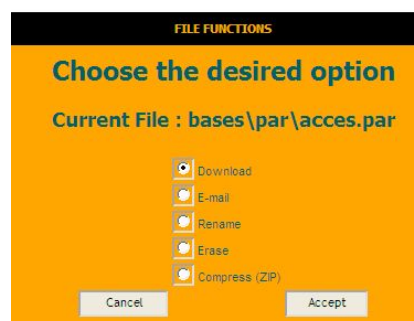 FILE FUNCTIONS
Choose the desired option
Current File : bases\par\acces.par
Download
E-mail
Rename
Erase
Compress (ZIP)
Cancel Accept